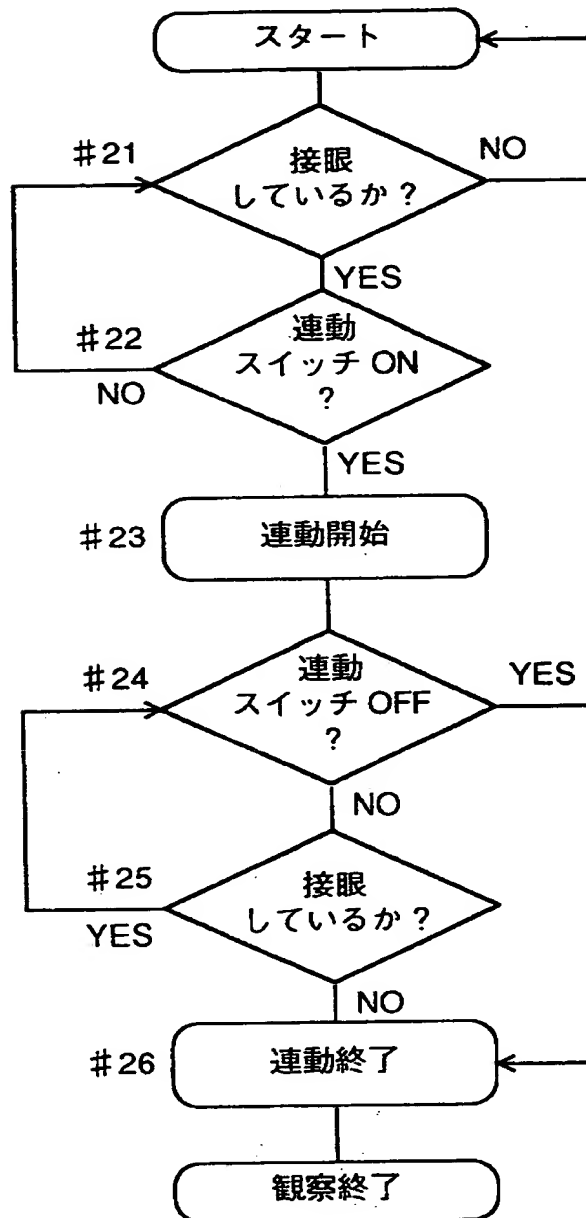 スタート
#21
接眼
しているか?
NO
YES
#22
連動
スイッチ ON
?
NO
YES
#23
連動開始
#24
連動
スイッチ OFF
?
YES
NO
#25
接眼
しているか?
YES
NO
#26
連動終了
観察終了